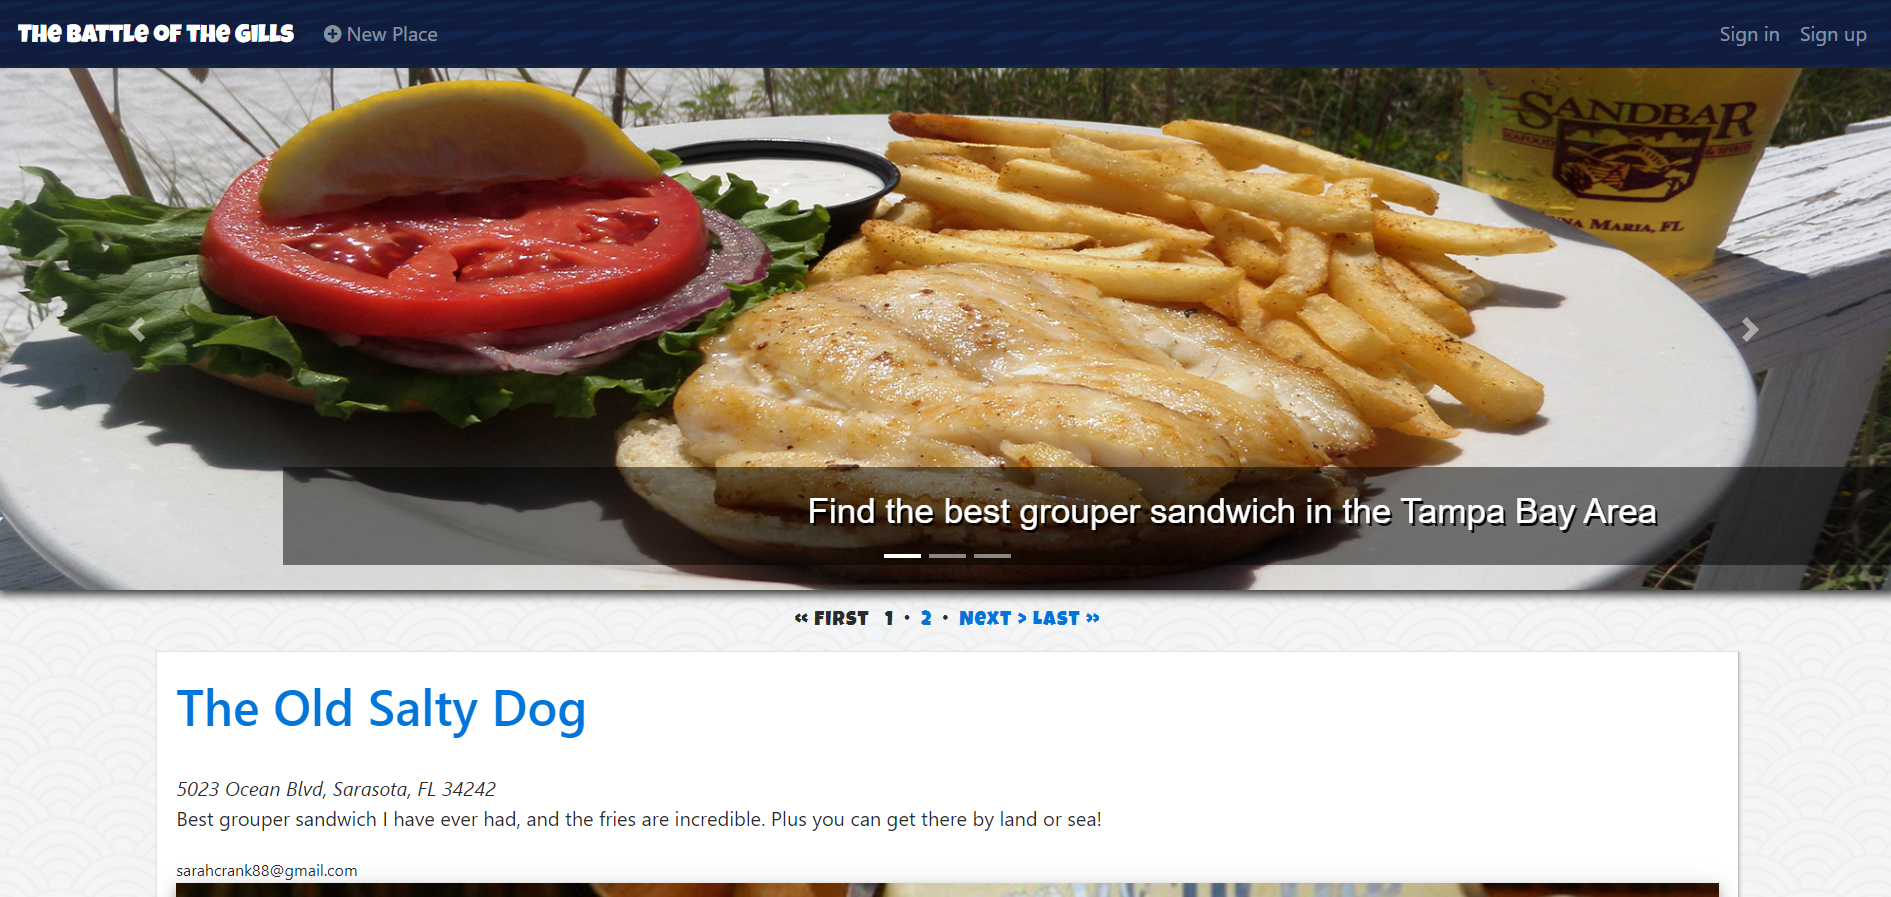 THE BATTLE OF THE GILLS
New Place
Sign in
Sign up
SANDBAR
SEAFOOD & SPIRITS
ANNA MARIA, FL
Find the best grouper sandwich in the Tampa Bay Area
« FIRST 1 • 2 • NEXT > LAST »
The Old Salty Dog
5023 Ocean Blvd, Sarasota, FL 34242
Best grouper sandwich I have ever had, and the fries are incredible. Plus you can get there by land or sea!
sarahcrank88@gmail.com